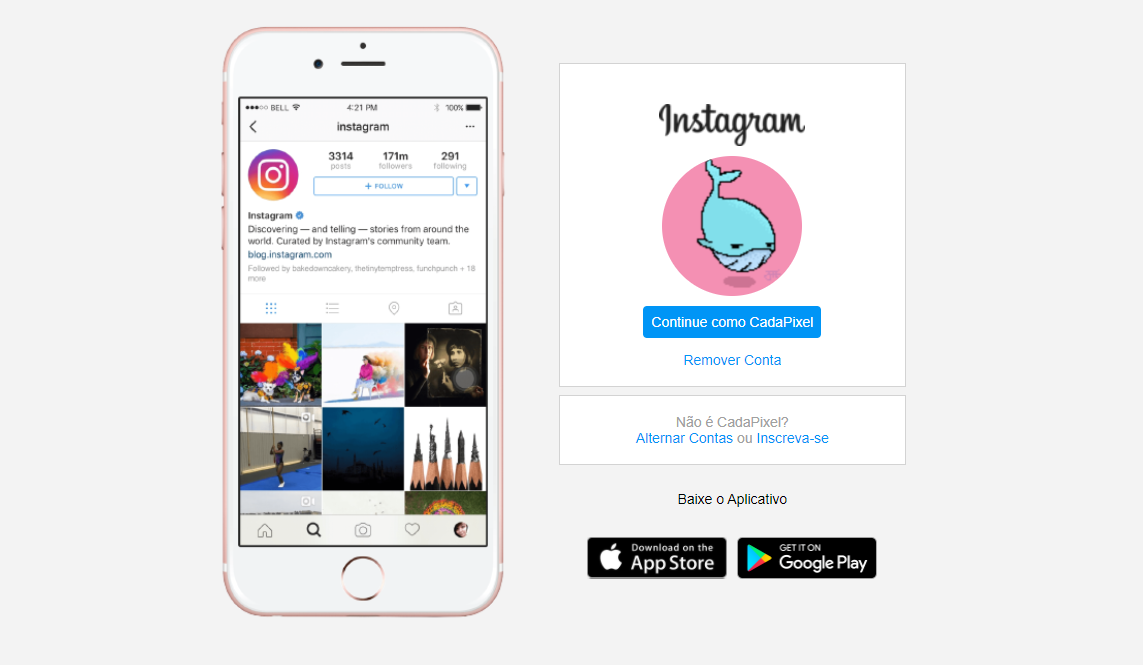 BELL
4:21 PM
100%
instagram
3314
171m
291
posts
followers
following
+ FOLLOW
Instagram
Discovering — and telling — stories from around the
world. Curated by Instagram's community team.
blog.instagram.com
Followed by bakedowncakery, thetinytemptress, funchpunch + 18
more
Instagram
Continue como CadaPixel
Remover Conta
Não é CadaPixel?
Alternar Contas ou Inscreva-se
Baixe o Aplicativo
Download on the
App Store
GET IT ON
Google Play